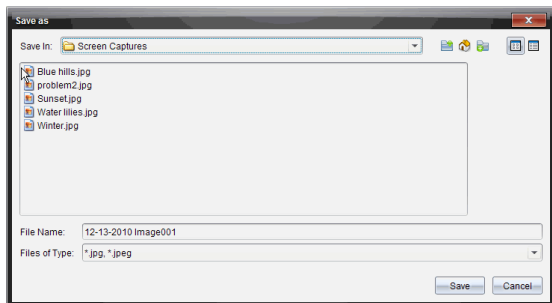 Save as
Save In: Screen Captures
Blue hills.jpg
problem2.jpg
Sunset.jpg
Water lilies.jpg
Winter.jpg
File Name: 12-13-2010 Image001
Files of Type: *.jpg, *.jpeg
Save Cancel